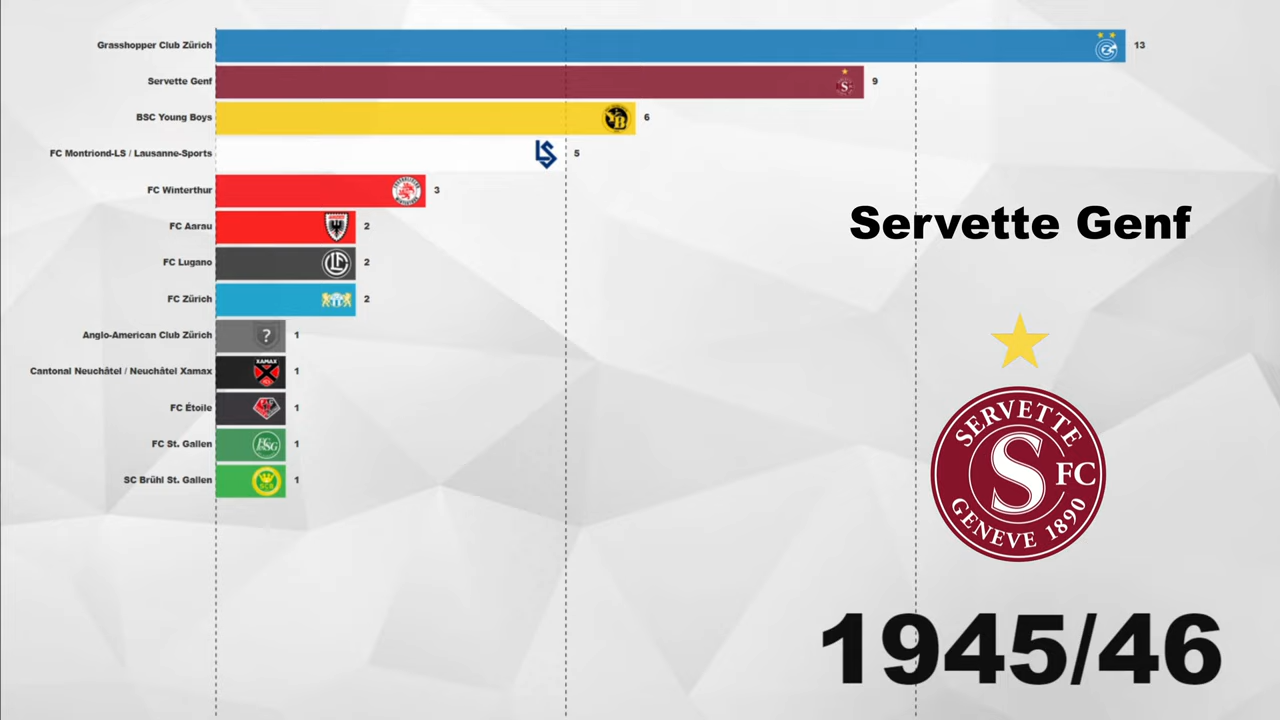 Grasshopper Club Zürich 13
Servette Genf 9
BSC Young Boys 6
FC Montriond-LS / Lausanne-Sports LS 5
FC Winterthur 3
FC Aarau 2
FC Lugano 2
FC Zürich 2
Anglo-American Club Zürich ? 1
Cantonal Neuchâtel / Neuchâtel Xamax XAMAX 1
FC Étoile 1
FC St. Gallen 1
SC Brühl St. Gallen 1
Servette Genf
SERVETTE
S FC
GENEVE 1890
1945/46